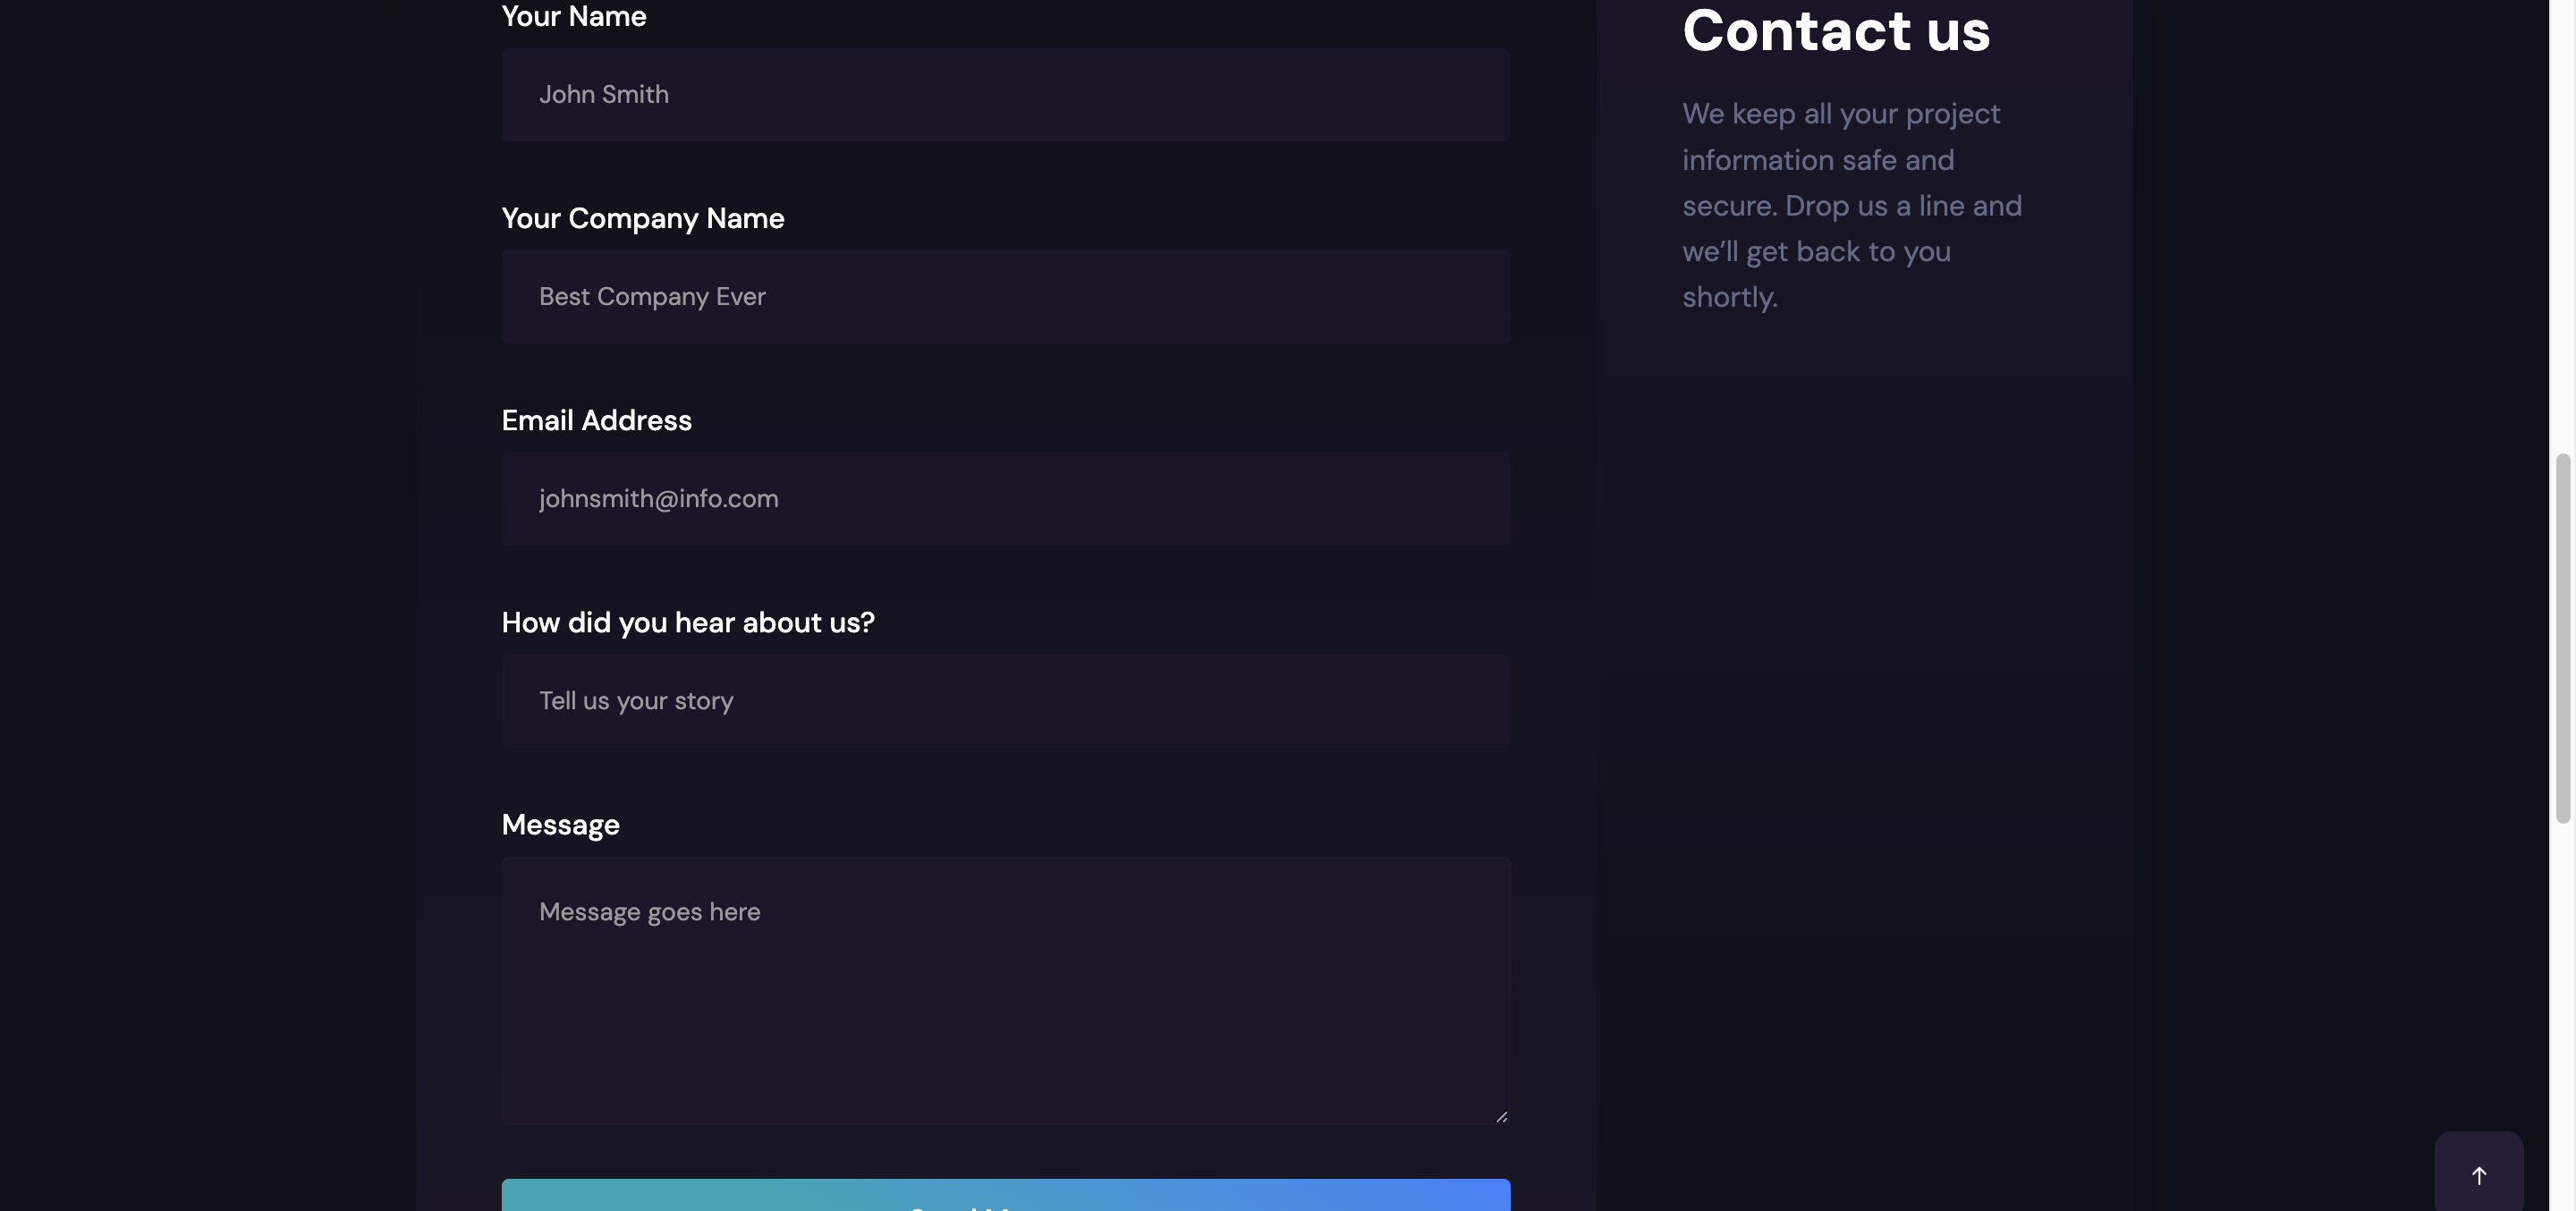 Your Name
John Smith
Your Company Name
Best Company Ever
Email Address
johnsmith@info.com
How did you hear about us?
Tell us your story
Message
Message goes here
Contact us
We keep all your project
information safe and
secure. Drop us a line and
we’ll get back to you
shortly.